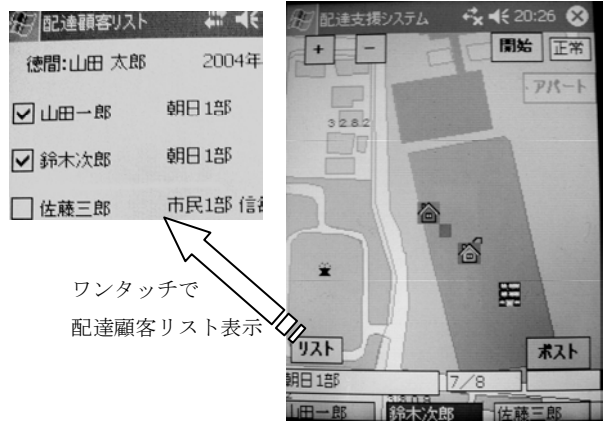 配達顧客リスト
徳間:山田 太郎 2004年
山田一郎 朝日1部
鈴木次郎 朝日1部
佐藤三郎 市民1部
ワンタッチで
配達顧客リスト表示
配達支援システム 20:26
+ - 開始 正常
アパート
3 2 8 2
リスト ポスト
朝日1部 7/8
山田一郎 鈴木次郎 佐藤三郎